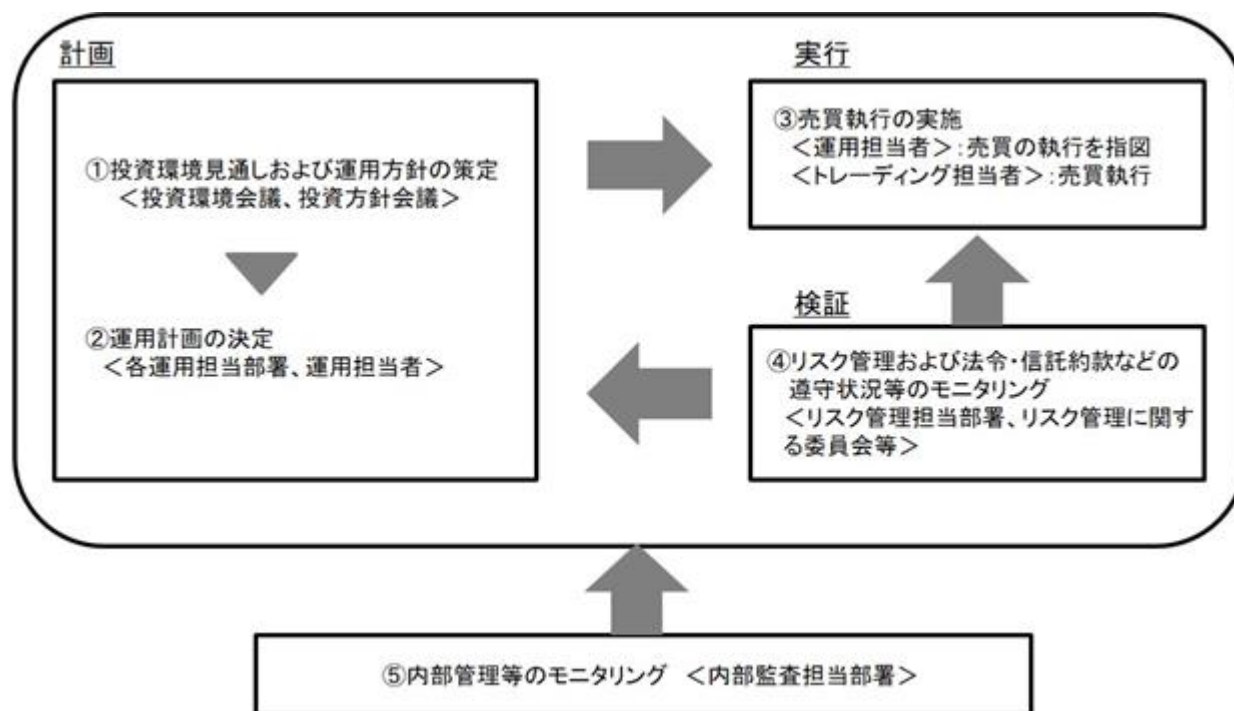 計画
①投資環境見通しおよび運用方針の策定
<投資環境会議、投資方針会議>
②運用計画の決定
<各運用担当部署、運用担当者>
実行
③売買執行の実施
<運用担当者>:売買の執行を指図
<トレーディング担当者>:売買執行
検証
④リスク管理および法令・信託約款などの
遵守状況等のモニタリング
<リスク管理担当部署、リスク管理に関す
る委員会等>
⑤内部管理等のモニタリング <内部監査担当部署>